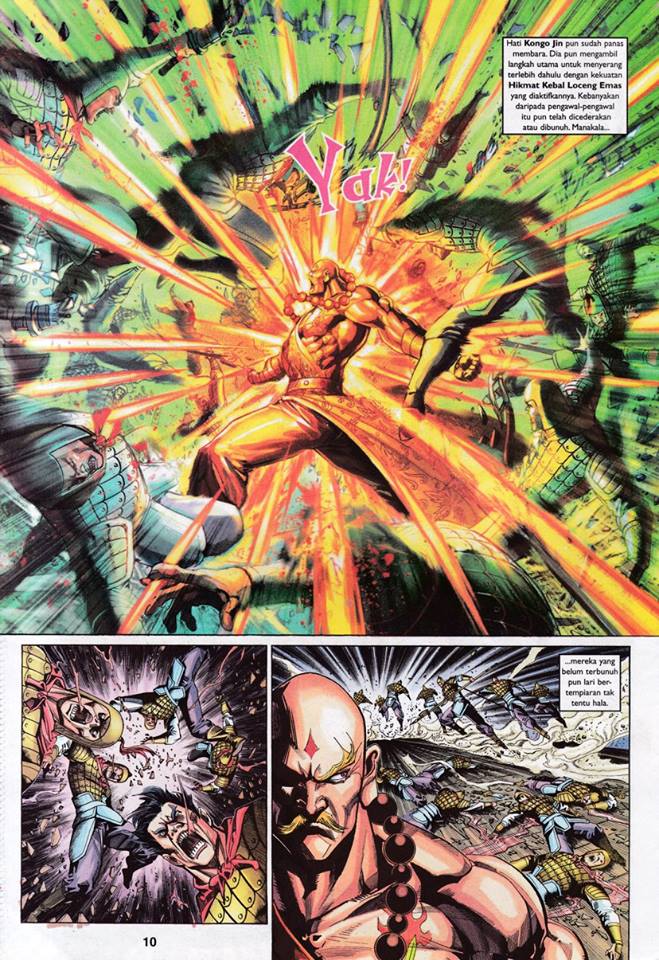 Hati Kongo Jin pun sudah panas
membara. Dia pun mengambil
langkah utama untuk menyerang
terlebih dahulu dengan kekuatan
Hikmat Kebal Loceng Emas
yang diaktifkannya. Kebanyakan
daripada pengawal-pengawal
itu pun telah dicederakan
atau dibunuh. Manakala...
Yak!
...mereka yang
belum terbunuh
pun lari ber-
tempiaran tak
tentu hala.
10